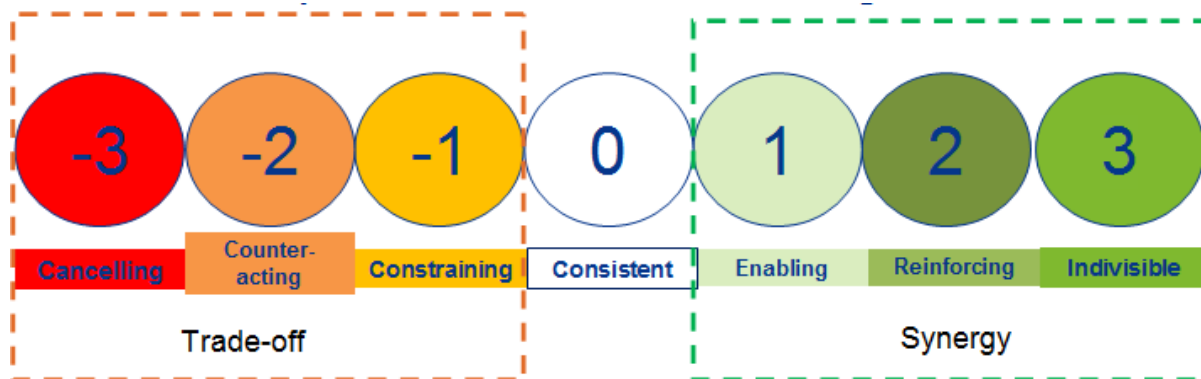 -3 -2 -1 0 1 2 3
Cancelling Counter-
acting Constraining Consistent Enabling Reinforcing Indivisible
Trade-off Synergy